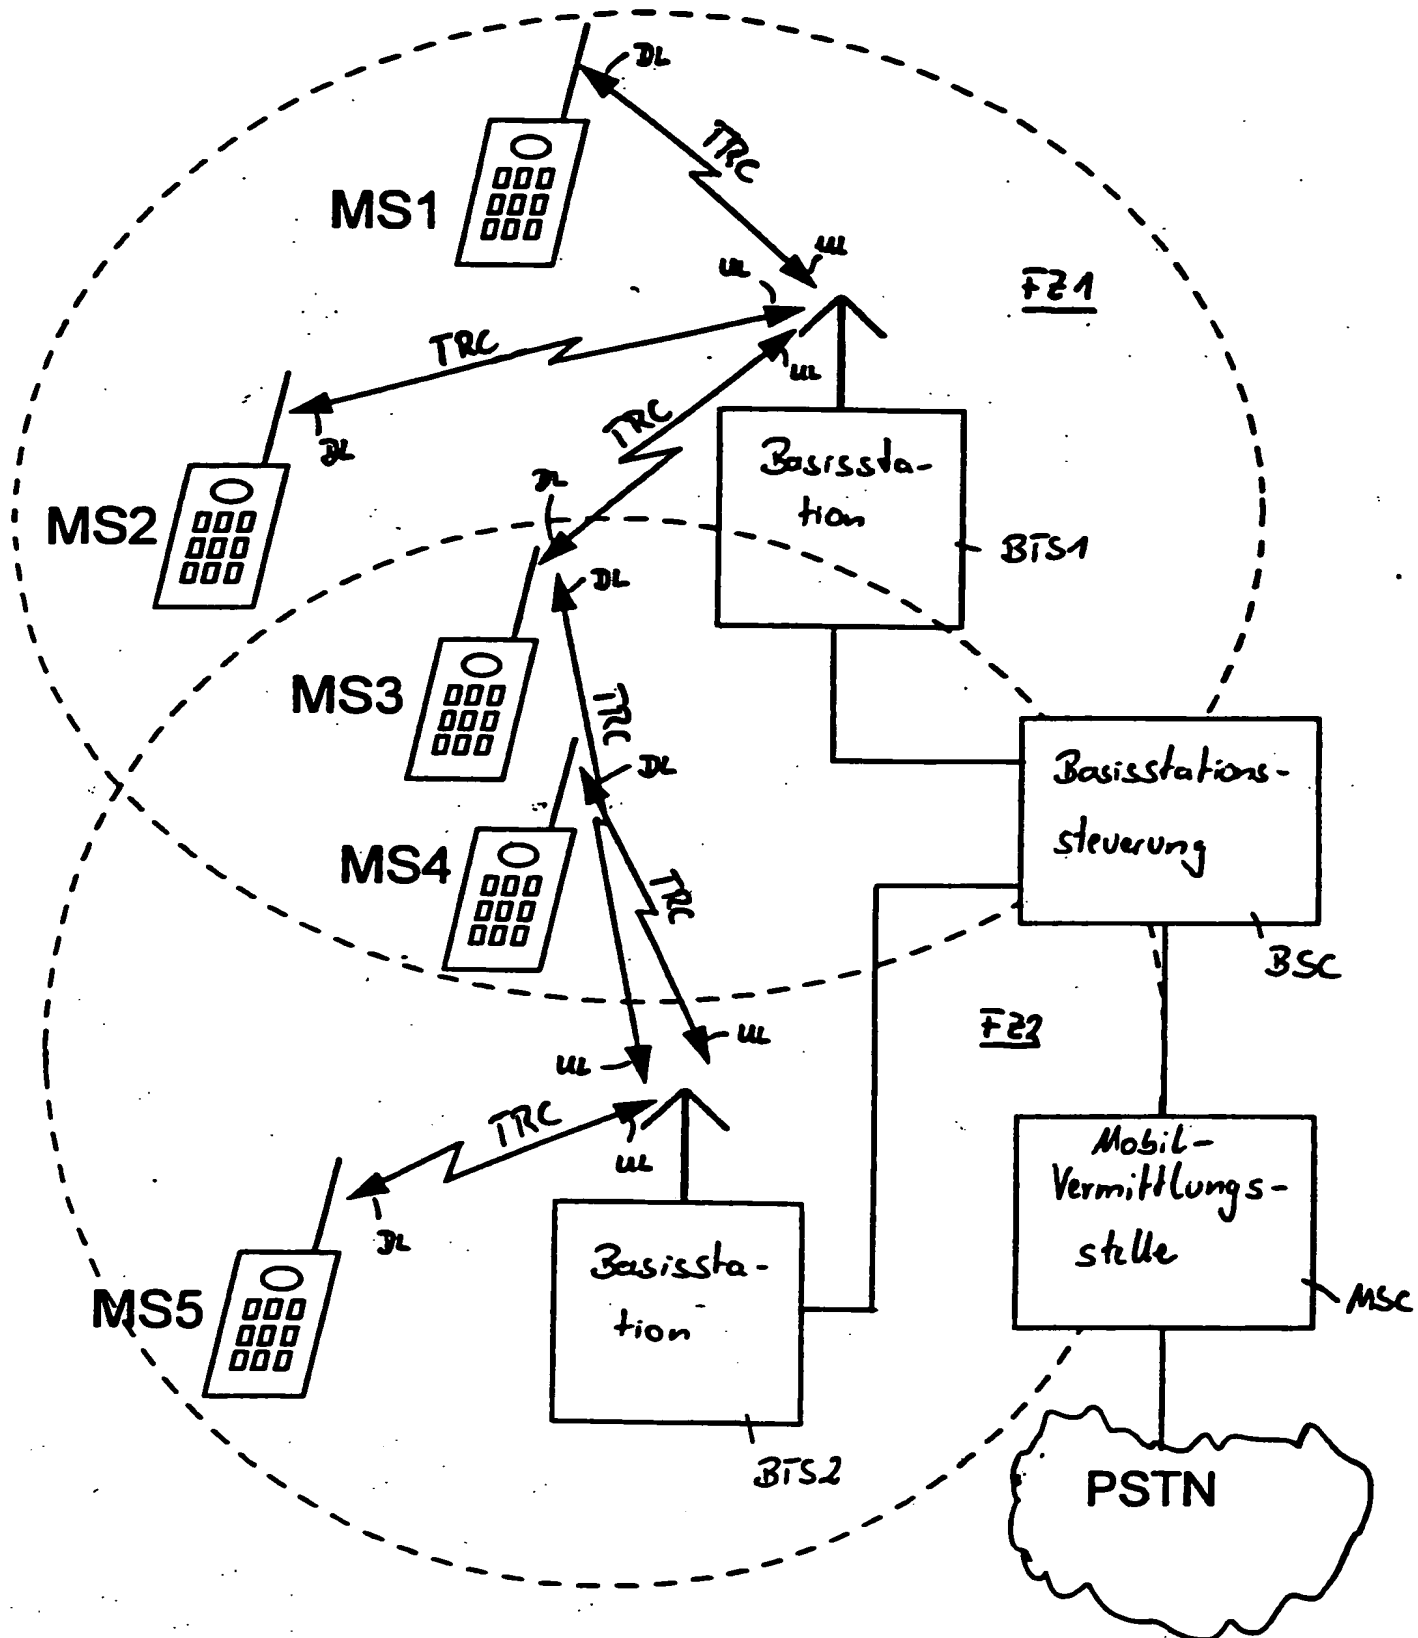 DL
TRC
MS1
UL
UL
FZ1
TRC
UL
TRC
DL
Basissta-
tion
DL
MS2
BTS1
DL
MS3
TRC
DL
Basisstations-
steuerung
MS4
TRC
BSC
FZ2
UL
UL
TRC
UL
Mobil-
Vermittlungs-
stelle
DL
MS5
Basissta-
tion
MSC
BTS2
PSTN